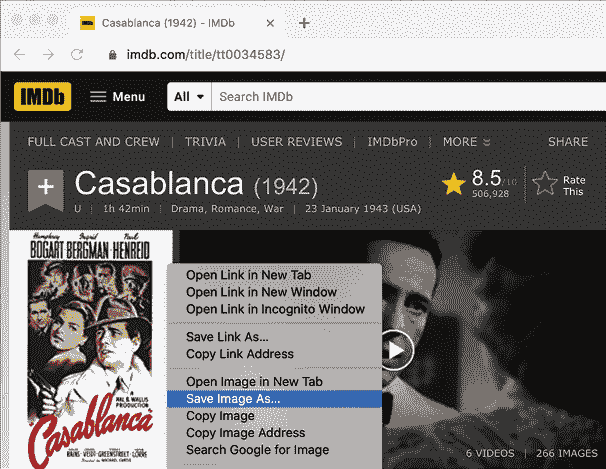 Casablanca (1942) - IMDb
imdb.com/title/tt0034583/
IMDb Menu All Search IMDb
FULL CAST AND CREW | TRIVIA | USER REVIEWS | IMDbPro | MORE SHARE
+ Casablanca (1942) 8.5/10 Rate
U | 1h 42min | Drama, Romance, War | 23 January 1943 (USA) 506,928 This
Humphrey Ingrid Paul
BOGART BERGMAN HENREID
Open Link in New Tab
Open Link in New Window
Open Link in Incognito Window
Save Link As...
Copy Link Address
Open Image in New Tab
Save Image As...
Copy Image
Copy Image Address
Search Google for Image
A
HAL B. WALLIS
PRODUCTION
Casablanca
RAINS VEIDT GREENSTREET LORRE
6 VIDEOS | 266 IMAGES